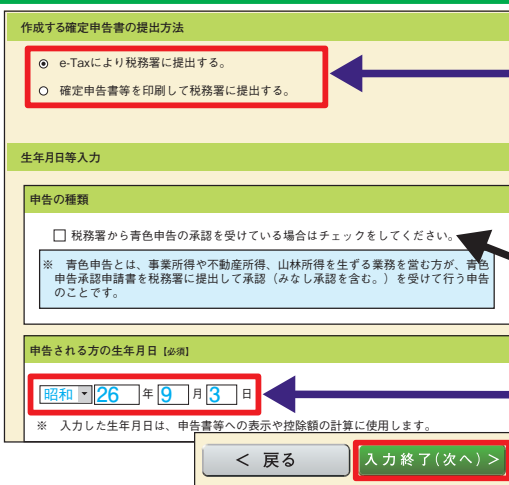 作成する確定申告書の提出方法
e-Taxにより税務署に提出する。
確定申告書等を印刷して税務署に提出する。
生年月日等入力
申告の種類
税務署から青色申告の承認を受けている場合はチェックをしてください。
※ 青色申告とは、事業所得や不動産所得、山林所得を生ずる業務を営む方が、青色
申告承認申請書を税務署に提出して承認（みなし承認を含む。）を受けて行う申告
のことです。
申告される方の生年月日【必須】
昭和 26 年 9 月 3 日
※ 入力した生年月日は、申告書等への表示や控除額の計算に使用します。
< 戻る 入力終了(次へ) >